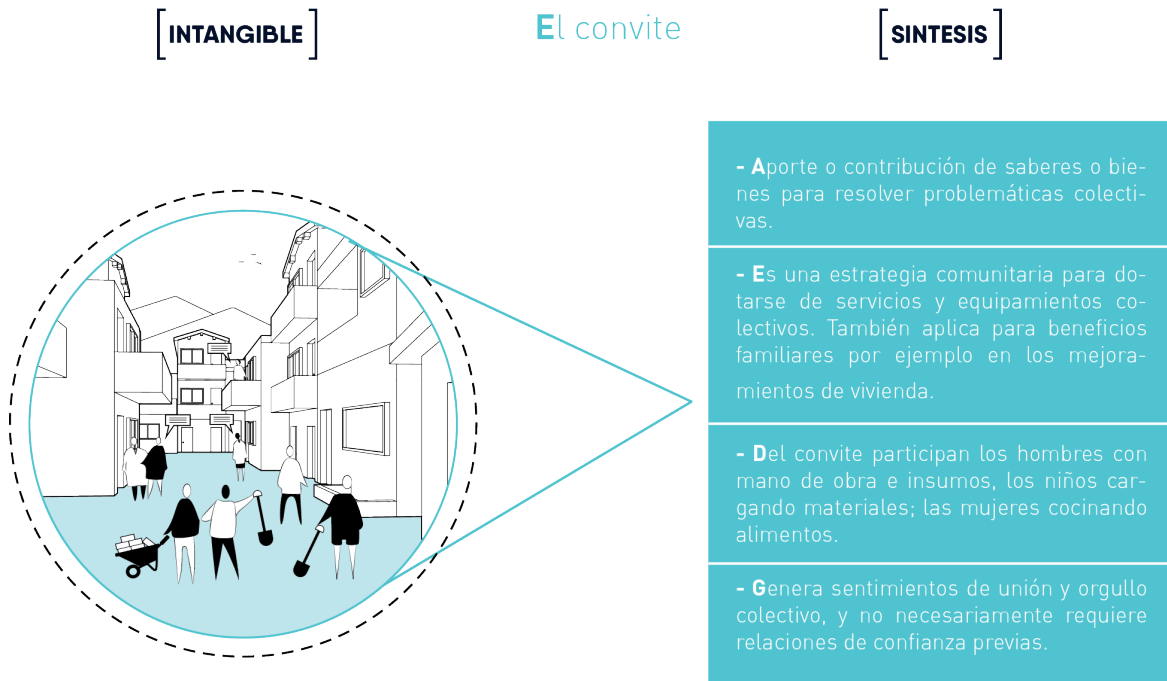 [INTANGIBLE]
El convite
[SINTESIS]
- Aporte o contribución de saberes o bie-
nes para resolver problemáticas colecti-
vas.
- Es una estrategia comunitaria para do-
tarse de servicios y equipamientos co-
lectivos. También aplica para beneficios
familiares por ejemplo en los mejora-
mientos de vivienda.
- Del convite participan los hombres con
mano de obra e insumos, los niños car-
gando materiales; las mujeres cocinando
alimentos.
- Genera sentimientos de unión y orgullo
colectivo, y no necesariamente requiere
relaciones de confianza previas.